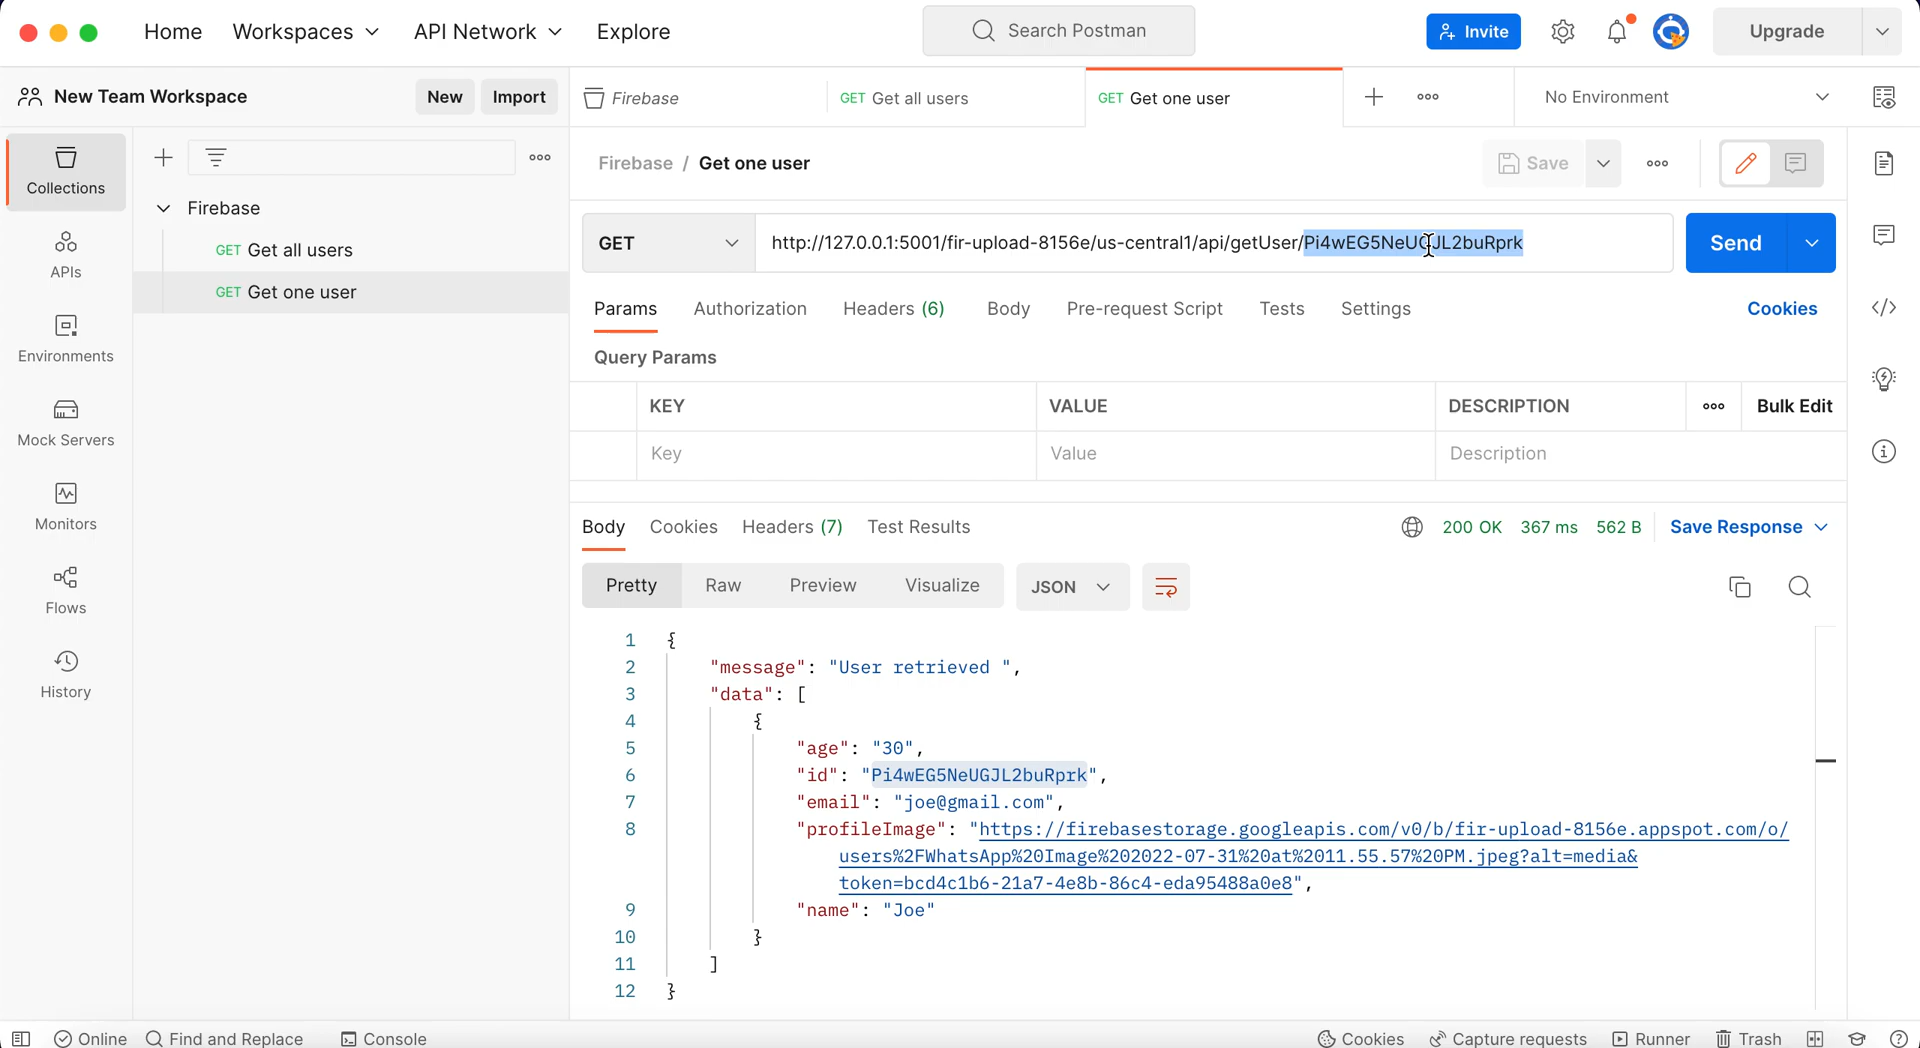 Home Workspaces API Network Explore Search Postman Invite Upgrade
New Team Workspace New Import Firebase GET Get all users GET Get one user No Environment
Collections
APIs
Environments
Mock Servers
Monitors
Flows
History
Firebase
GET Get all users
GET Get one user
Firebase / Get one user Save
GET http://127.0.0.1:5001/fir-upload-8156e/us-central1/api/getUser/Pi4wEG5NeUGJL2buRprk Send
Params Authorization Headers (6) Body Pre-request Script Tests Settings Cookies
Query Params
KEY VALUE DESCRIPTION Bulk Edit
Key Value Description
Body Cookies Headers (7) Test Results 200 OK 367 ms 562 B Save Response
Pretty Raw Preview Visualize JSON
1 {
2 "message": "User retrieved ",
3 "data": [
4 {
5 "age": "30",
6 "id": "Pi4wEG5NeUGJL2buRprk",
7 "email": "joe@gmail.com",
8 "profileImage": "https://firebasestorage.googleapis.com/v0/b/fir-upload-8156e.appspot.com/o/
users%2FWhatsApp%20Image%202022-07-31%20at%2011.55.57%20PM.jpeg?alt=media&
token=bcd4c1b6-21a7-4e8b-86c4-eda95488a0e8",
9 "name": "Joe"
10 }
11 ]
12 }
Online Find and Replace Console Cookies Capture requests Runner Trash